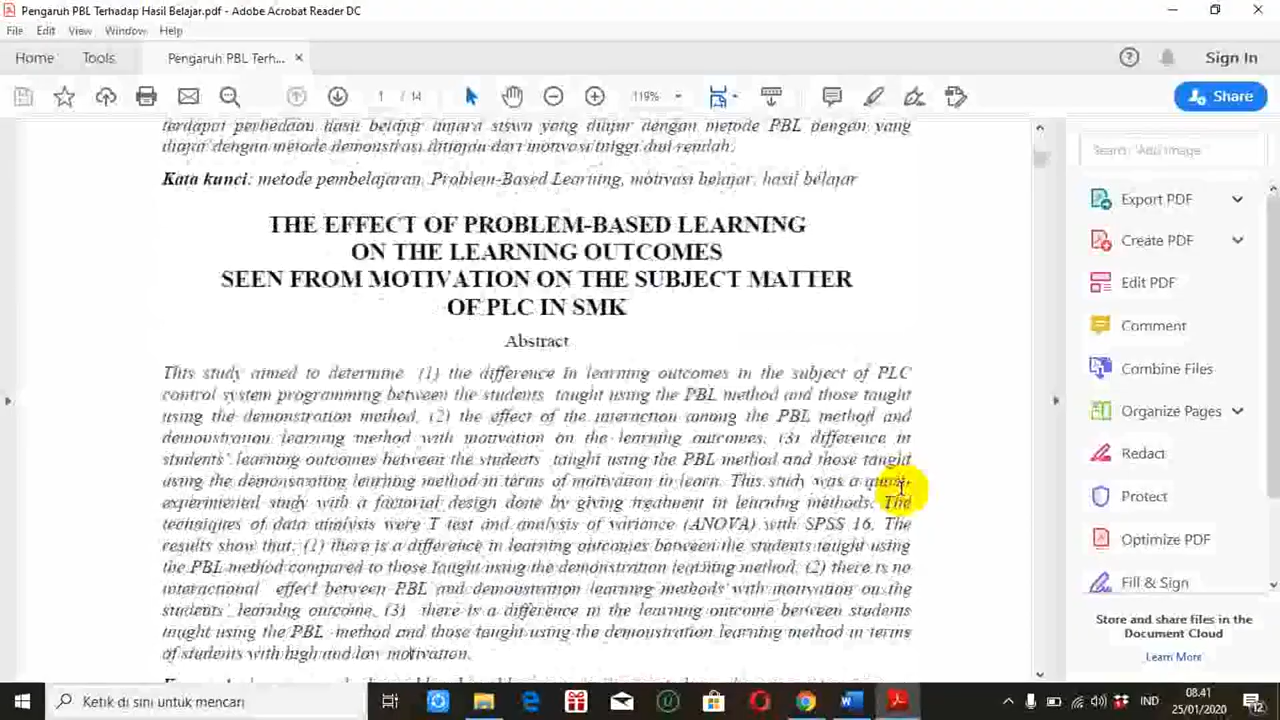 Pengaruh PBL Terhadap Hasil Belajar.pdf - Adobe Acrobat Reader DC
File Edit View Window Help
Home Tools Pengaruh PBL Terh...
Sign In
1 / 14 119% Share
terdapat perbedaan hasil belajar antara siswa yang diajar dengan metode PBL dengan yang
diajar dengan metode demonstrasi ditinjau dari motivasi tinggi dan rendah.
Kata kunci: metode pembelajaran, Problem-Based Learning, motivasi belajar, hasil belajar
THE EFFECT OF PROBLEM-BASED LEARNING
ON THE LEARNING OUTCOMES
SEEN FROM MOTIVATION ON THE SUBJECT MATTER
OF PLC IN SMK
Abstract
This study aimed to determine (1) the difference in learning outcomes in the subject of PLC
control system programming between the students taught using the PBL method and those taught
using the demonstration method, (2) the effect of the interaction among the PBL method and
demonstration learning method with motivation on the learning outcomes, (3) difference in
students' learning outcomes between the students taught using the PBL method and those taught
using the demonstration learning method in terms of motivation in learn. This study was a quasi-
experimental study with a factorial design done by giving treatment in learning methods. The
techniques of data analysis were T test and analysis of variance (ANOVA) with SPSS 16. The
results show that: (1) there is a difference in learning outcomes between the students taught using
the PBL method compared to those taught using the demonstration learning method, (2) there is no
interactional effect between PBL and demonstration learning methods with motivation on the
students' learning outcome, (3) there is a difference in the learning outcome between students
taught using the PBL method and those taught using the demonstration learning method in terms
of students with high and low motivation.
Search 'Add Image'
Export PDF
Create PDF
Edit PDF
Comment
Combine Files
Organize Pages
Redact
Protect
Optimize PDF
Fill & Sign
Store and share files in the
Document Cloud
Learn More
Ketik di sini untuk mencari
IND
08.41
25/01/2020
12